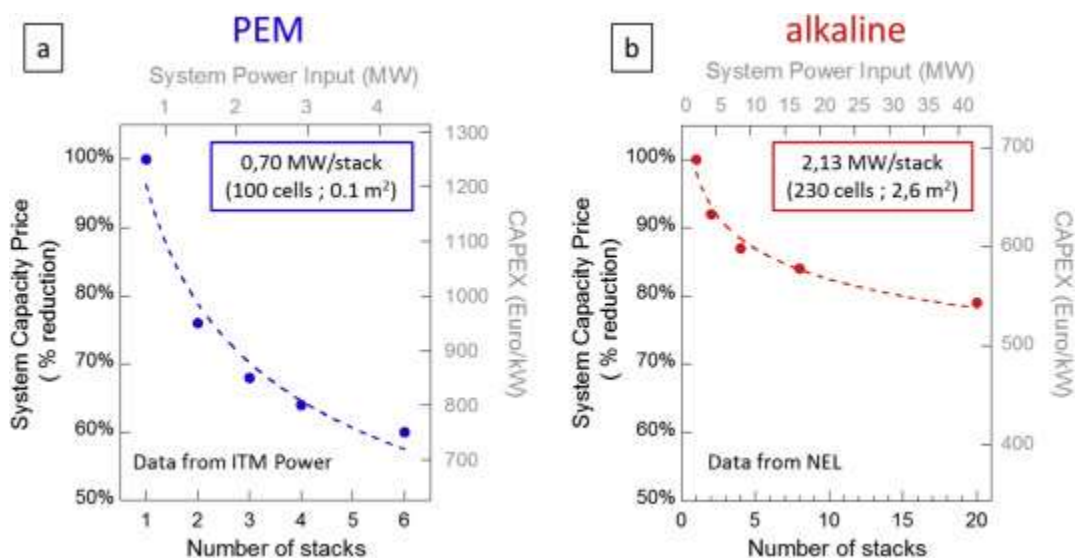 a
PEM
System Power Input (MW)
1 2 3 4
System Capacity Price
( % reduction)
100%
90%
80%
70%
60%
50%
0,70 MW/stack
(100 cells ; 0.1 m²)
Data from ITM Power
1300
1200
1100
1000
900
800
700
CAPEX (Euro/kW)
1 2 3 4 5 6
Number of stacks
b
alkaline
System Power Input (MW)
0 2 5 10 20 30 40
System Capacity Price
( % reduction)
100%
90%
80%
70%
60%
50%
2,13 MW/stack
(230 cells ; 2,6 m²)
Data from NEL
700
600
500
400
CAPEX (Euro/kW)
0 5 10 15 20
Number of stacks